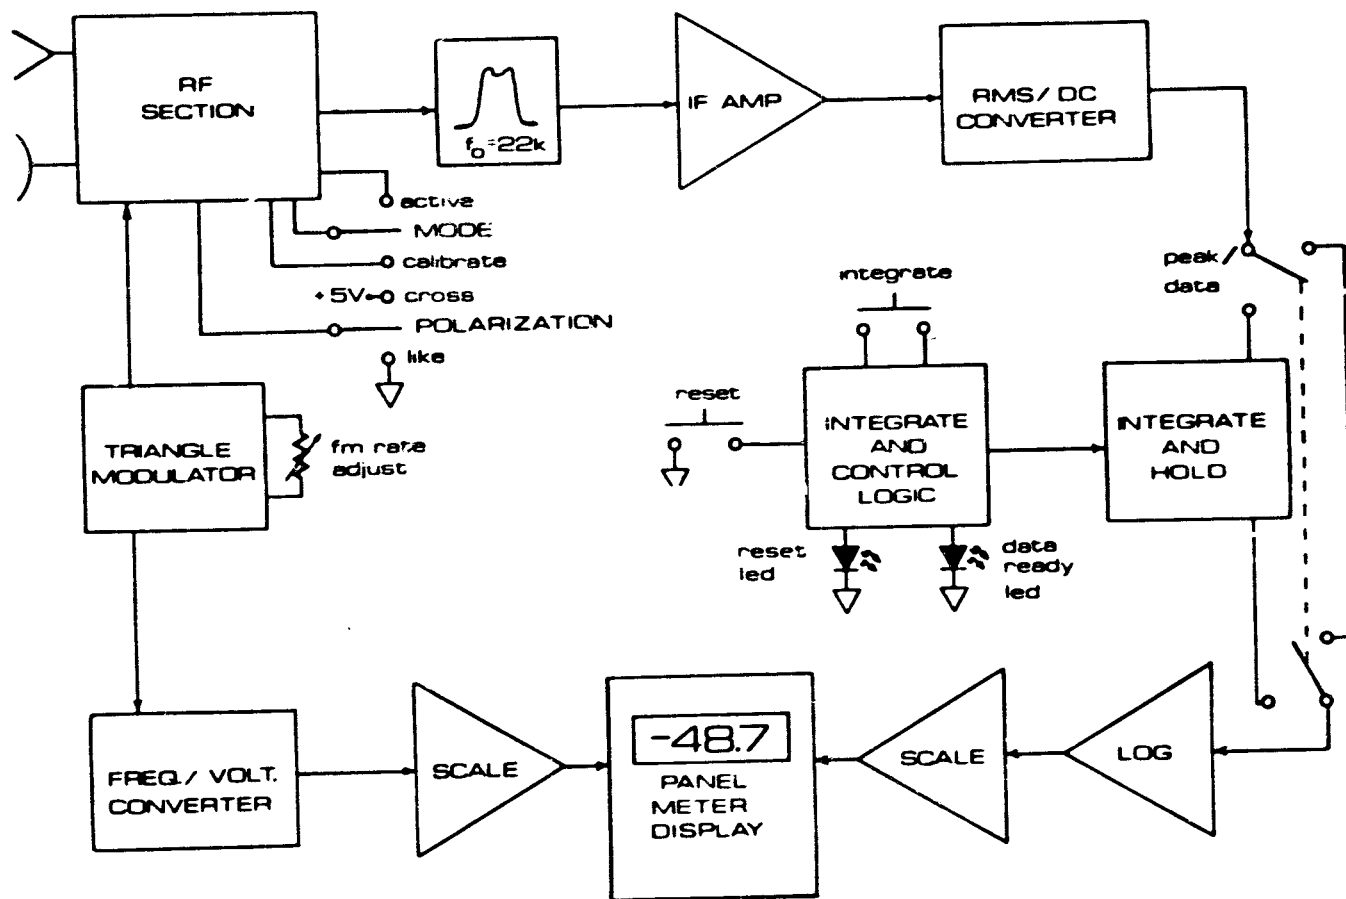 RF
SECTION
f₀=22k
IF AMP
RMS/DC
CONVERTER
active
MODE
calibrate
+5V
cross
POLARIZATION
like
peak/
data
integrate
reset
INTEGRATE
AND
CONTROL
LOGIC
INTEGRATE
AND
HOLD
TRIANGLE
MODULATOR
fm rate
adjust
reset
led
data
ready
led
FREQ./VOLT.
CONVERTER
SCALE
-48.7
PANEL
METER
DISPLAY
SCALE
LOG